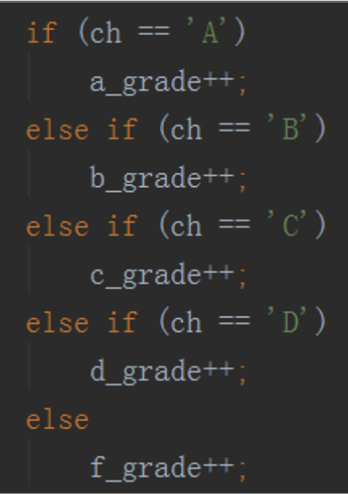 if (ch == 'A')
a_grade++;
else if (ch == 'B')
b_grade++;
else if (ch == 'C')
c_grade++;
else if (ch == 'D')
d_grade++;
else
f_grade++;